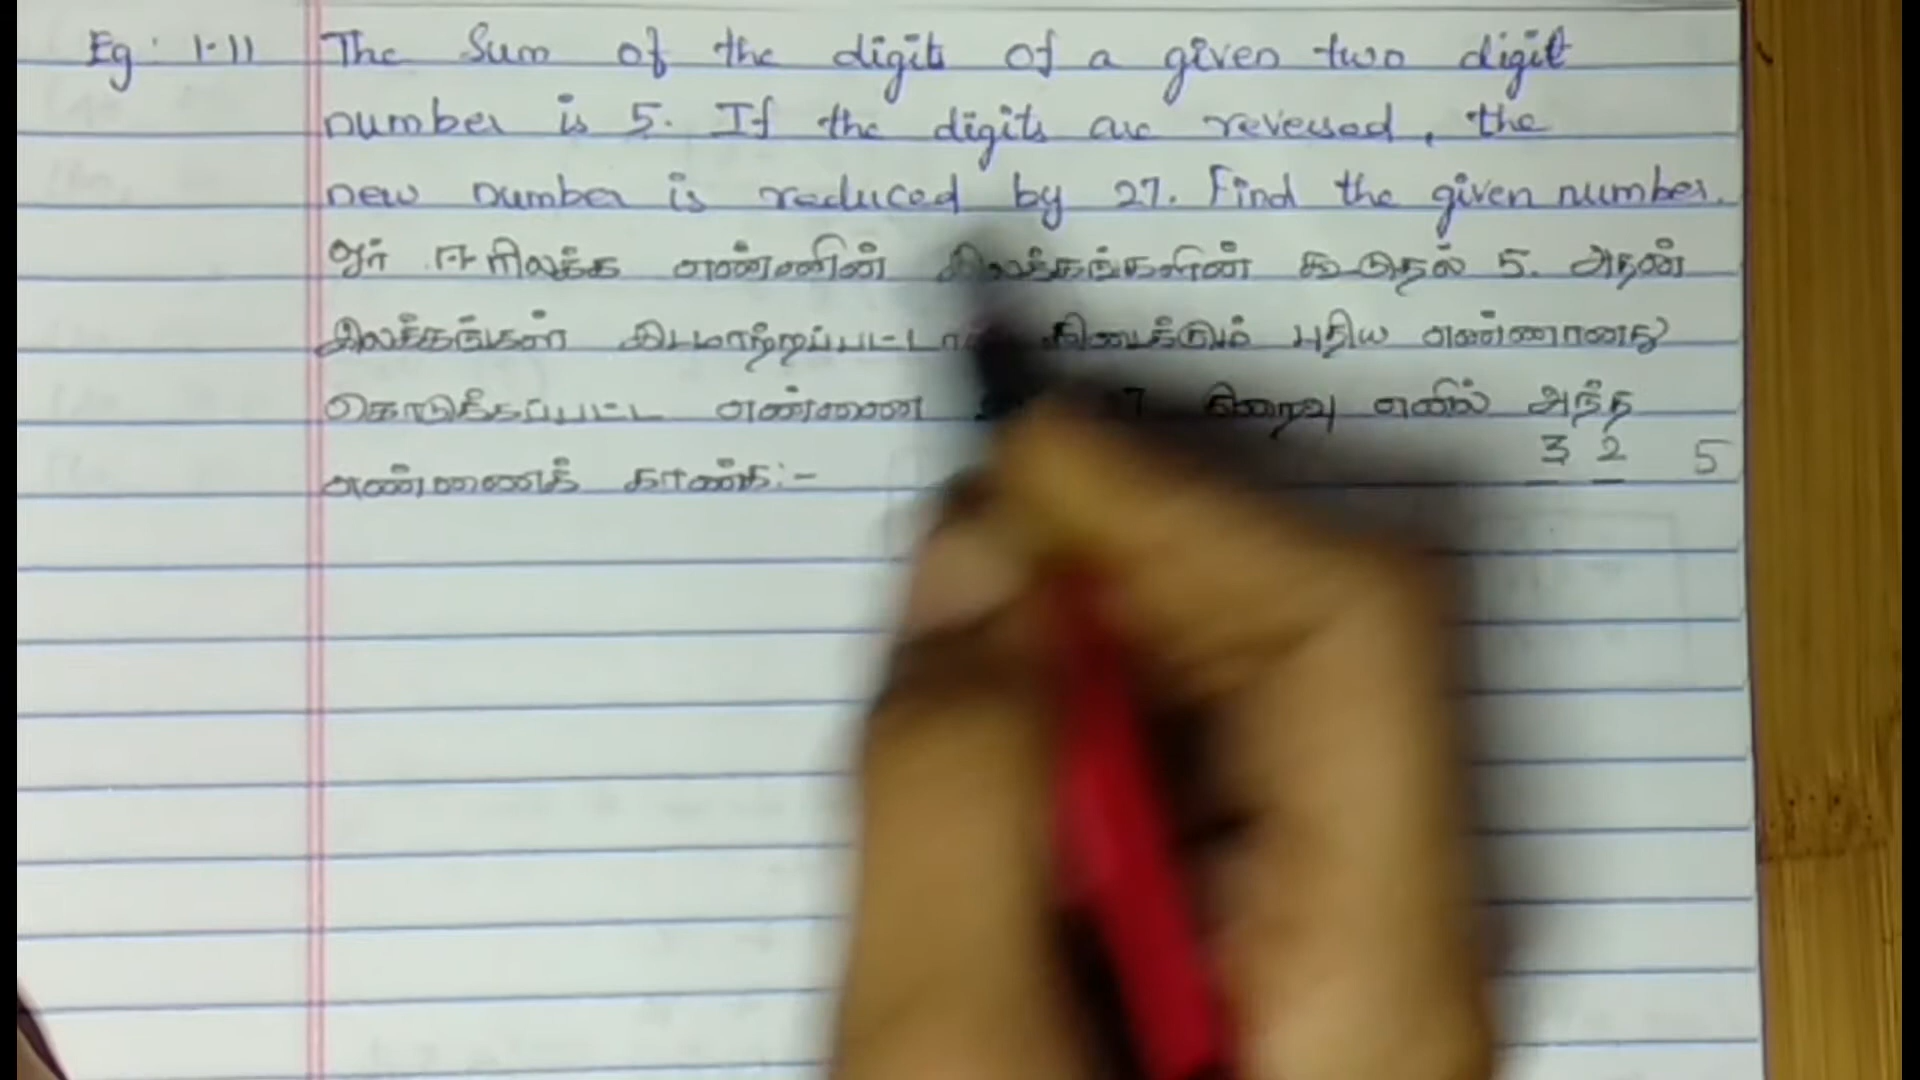 Eg: 1.11 The Sum of the digits of a given two digit
number is 5. If the digits are reversed, the
new number is reduced by 27. Find the given number.
ஓர் ஈரிலக்க எண்ணின் இலக்கங்களின் கூடுதல் 5. அதன்
இலக்கங்கள் இடமாற்றப்பட்டால் கிடைக்கும் புதிய எண்ணானது
கொடுக்கப்பட்ட எண்ணை 27 குறைவு எனில் அந்த
எண்ணைக் காண்க:-
3 2 5